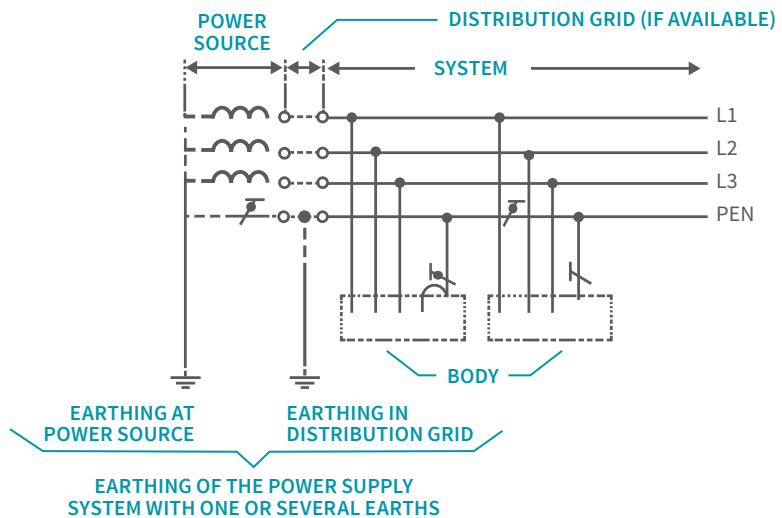 POWER
SOURCE
DISTRIBUTION GRID (IF AVAILABLE)
SYSTEM
L1
L2
L3
PEN
BODY
EARTHING AT
POWER SOURCE
EARTHING IN
DISTRIBUTION GRID
EARTHING OF THE POWER SUPPLY
SYSTEM WITH ONE OR SEVERAL EARTHS